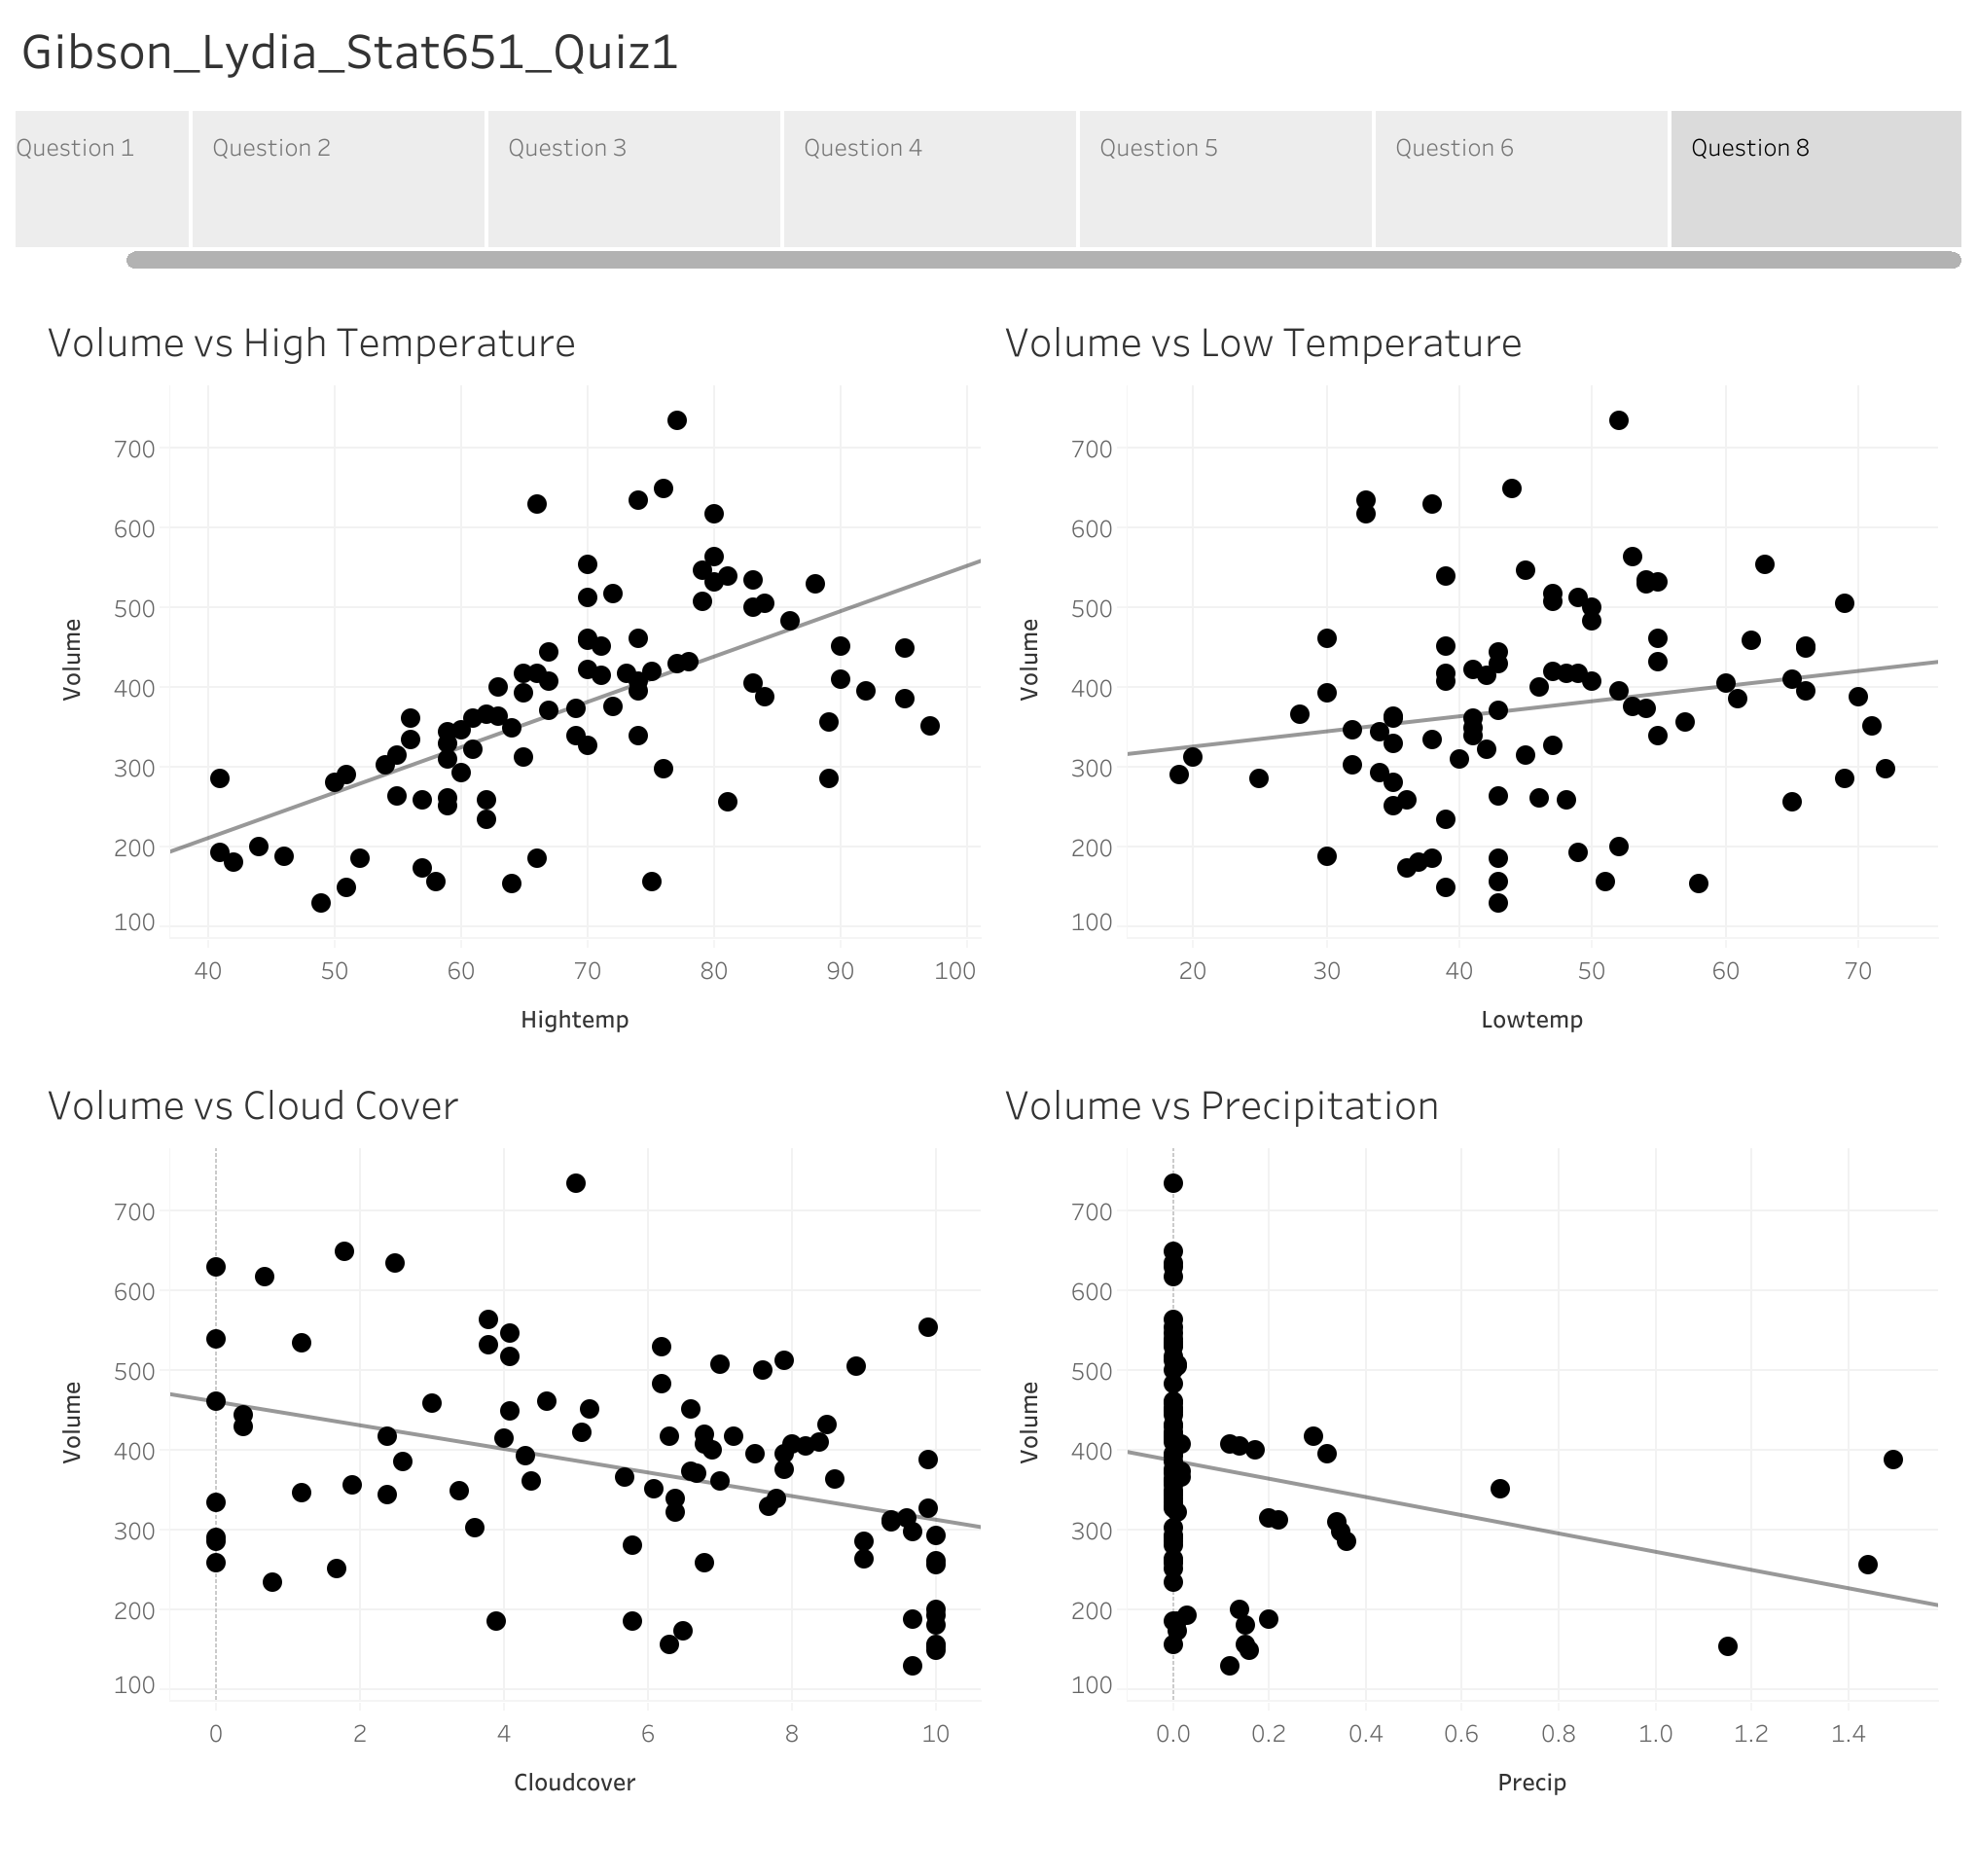 Gibson_Lydia_Stat651_Quiz1
Question 1 Question 2 Question 3 Question 4 Question 5 Question 6 Question 8
Volume vs High Temperature
700
600
500
400
300
200
100
Volume
40 50 60 70 80 90 100
Hightemp
Volume vs Low Temperature
700
600
500
400
300
200
100
Volume
20 30 40 50 60 70
Lowtemp
Volume vs Cloud Cover
700
600
500
400
300
200
100
Volume
0 2 4 6 8 10
Cloudcover
Volume vs Precipitation
700
600
500
400
300
200
100
Volume
0.0 0.2 0.4 0.6 0.8 1.0 1.2 1.4
Precip